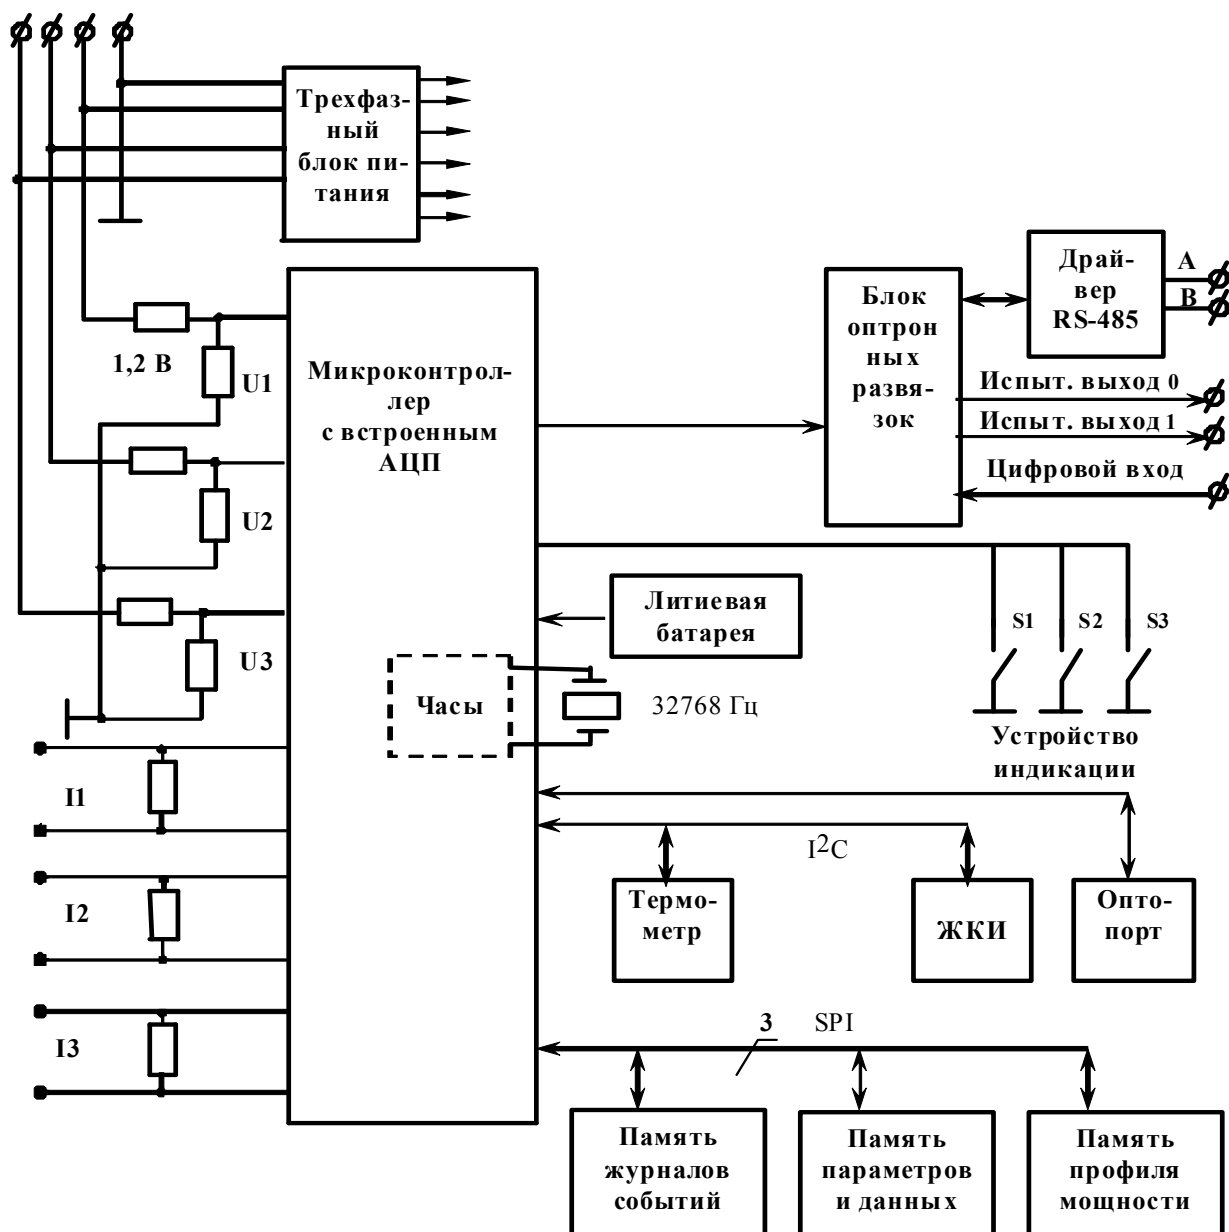 Трехфаз-
ный
блок пи-
тания
1,2 В
U1
U2
U3
Микроконтрол-
лер
с встроенным
АЦП
Блок
оптрон
ных
развя-
зок
Драй-
вер
RS-485
А
В
Испыт. выход 0
Испыт. выход 1
Цифровой вход
Литиевая
батарея
Часы
32768 Гц
S1
S2
S3
Устройство
индикации
I1
I2
I3
I2C
Термо-
метр
ЖКИ
Опто-
порт
3
SPI
Память
журналов
событий
Память
параметров
и данных
Память
профиля
мощности